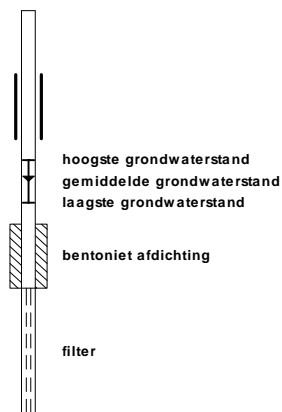 hoogste grondwaterstand
gemiddelde grondwaterstand
laagste grondwaterstand
bentoniet afdichting
filter